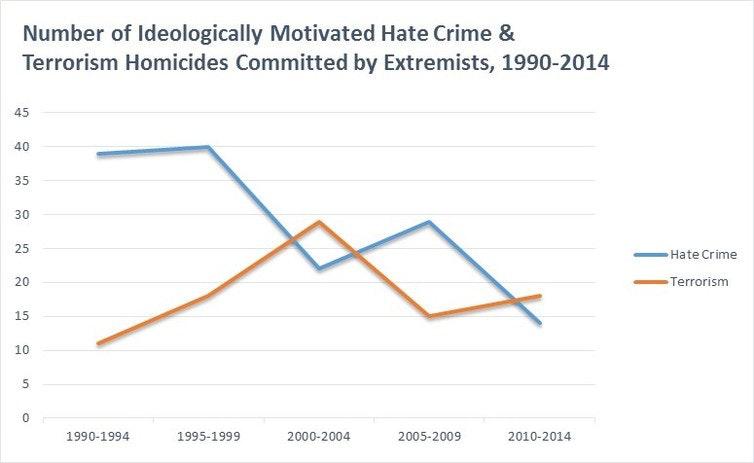 Number of Ideologically Motivated Hate Crime &
Terrorism Homicides Committed by Extremists, 1990-2014
45
40
35
30
25
20
15
10
5
0
Hate Crime
Terrorism
1990-1994 1995-1999 2000-2004 2005-2009 2010-2014